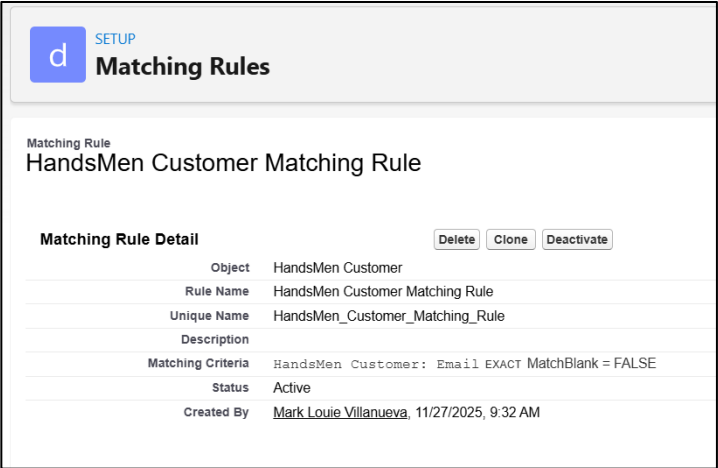 d
SETUP
Matching Rules
Matching Rule
HandsMen Customer Matching Rule
Matching Rule Detail Delete Clone Deactivate
Object HandsMen Customer
Rule Name HandsMen Customer Matching Rule
Unique Name HandsMen_Customer_Matching_Rule
Description
Matching Criteria HandsMen Customer: Email EXACT MatchBlank = FALSE
Status Active
Created By Mark Louie Villanueva, 11/27/2025, 9:32 AM